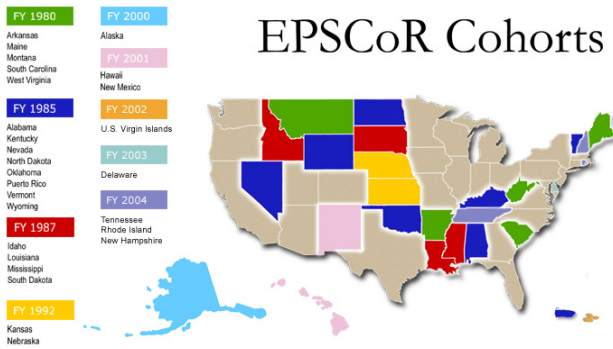 EPSCoR Cohorts
FY 1980
Arkansas
Maine
Montana
South Carolina
West Virginia
FY 1985
Alabama
Kentucky
Nevada
North Dakota
Oklahoma
Puerto Rico
Vermont
Wyoming
FY 1987
Idaho
Louisiana
Mississippi
South Dakota
FY 1992
Kansas
Nebraska
FY 2000
Alaska
FY 2001
Hawaii
New Mexico
FY 2002
U.S. Virgin Islands
FY 2003
Delaware
FY 2004
Tennessee
Rhode Island
New Hampshire